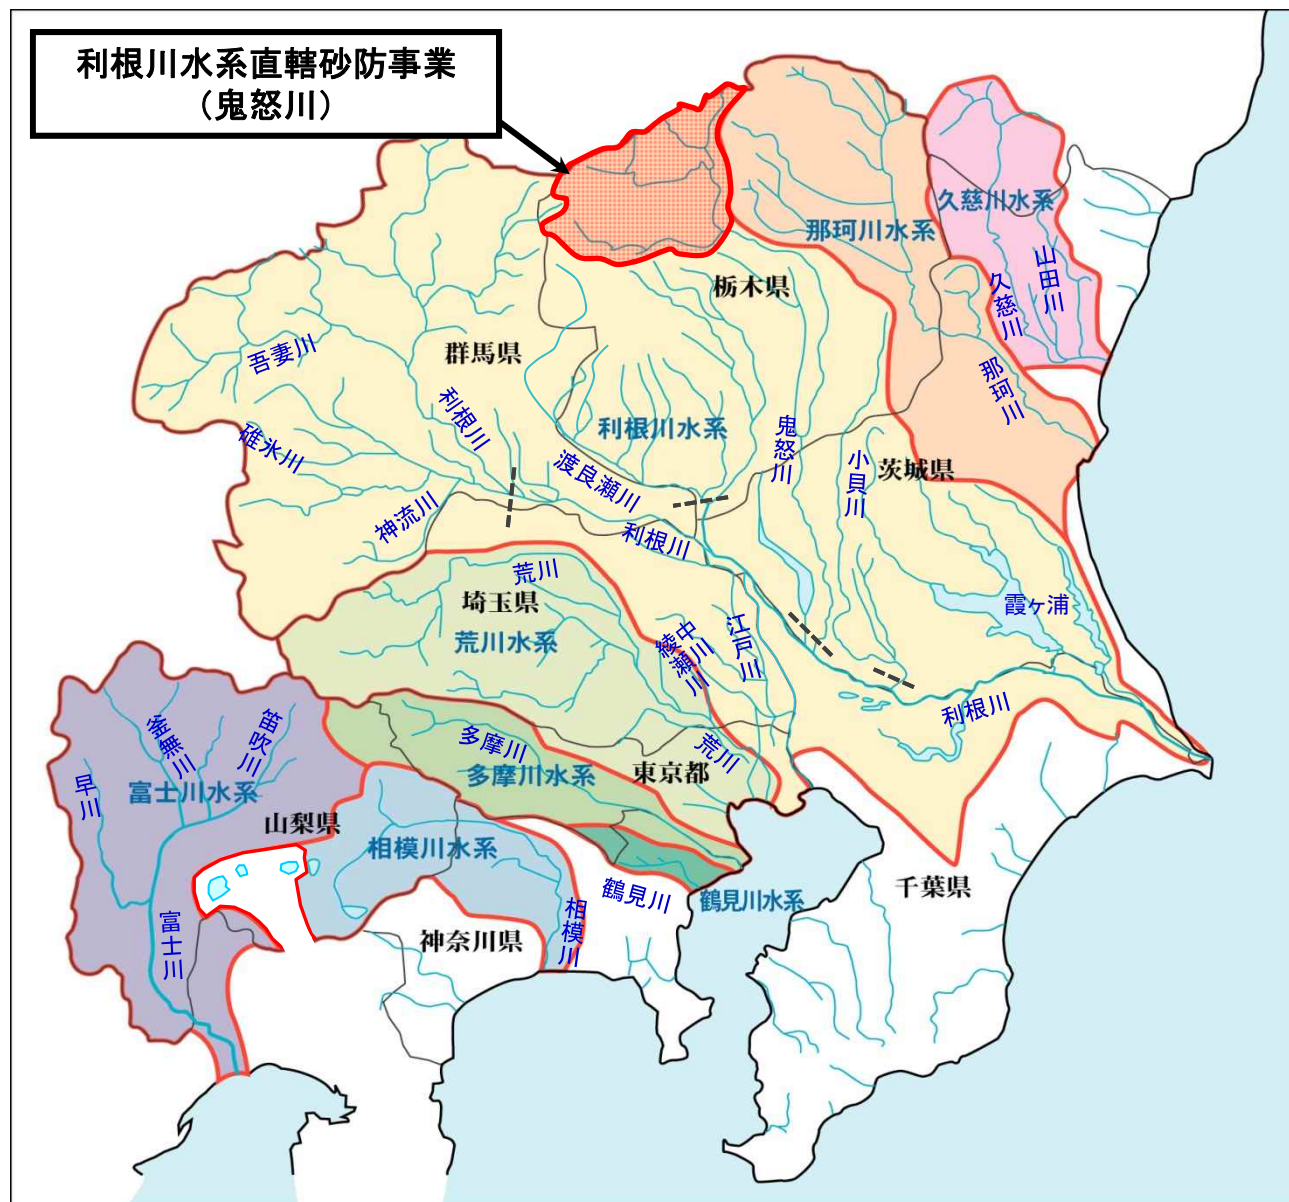 利根川水系直轄砂防事業
（鬼怒川）
久慈川水系
那珂川水系
山田川
久慈川
栃木県
吾妻川
群馬県
那珂川
利根川
利根川水系
鬼怒川
碓氷川
渡良瀬川
小貝川
茨城県
神流川
利根川
荒川
埼玉県
霞ヶ浦
荒川水系
綾瀬川
中川
江戸川
利根川
釜無川
笛吹川
多摩川
荒川
早川
多摩川水系
東京都
富士川水系
山梨県
相模川水系
千葉県
鶴見川
鶴見川水系
富士川
相模川
神奈川県